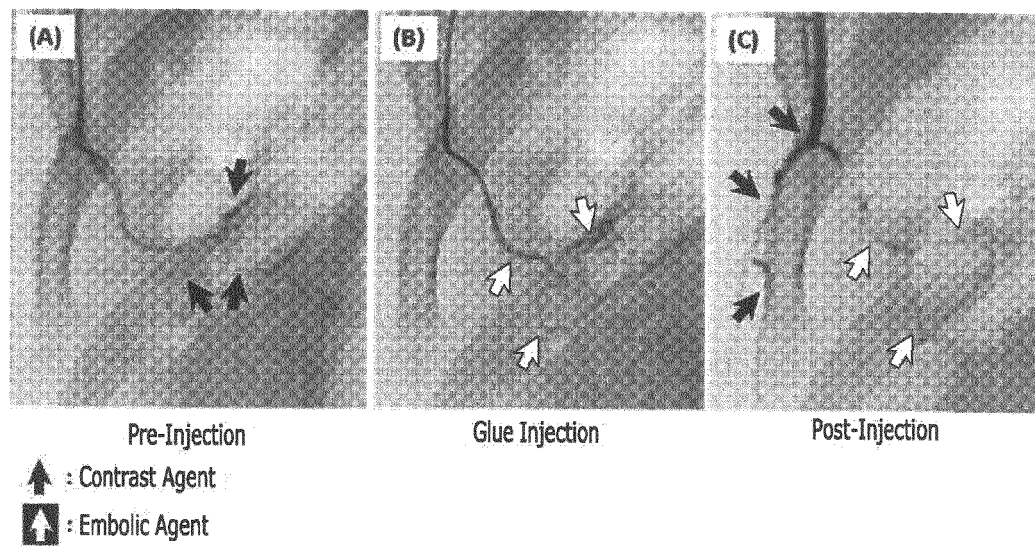 (A) (B) (C)
Pre-Injection Glue Injection Post-Injection
: Contrast Agent
: Embolic Agent